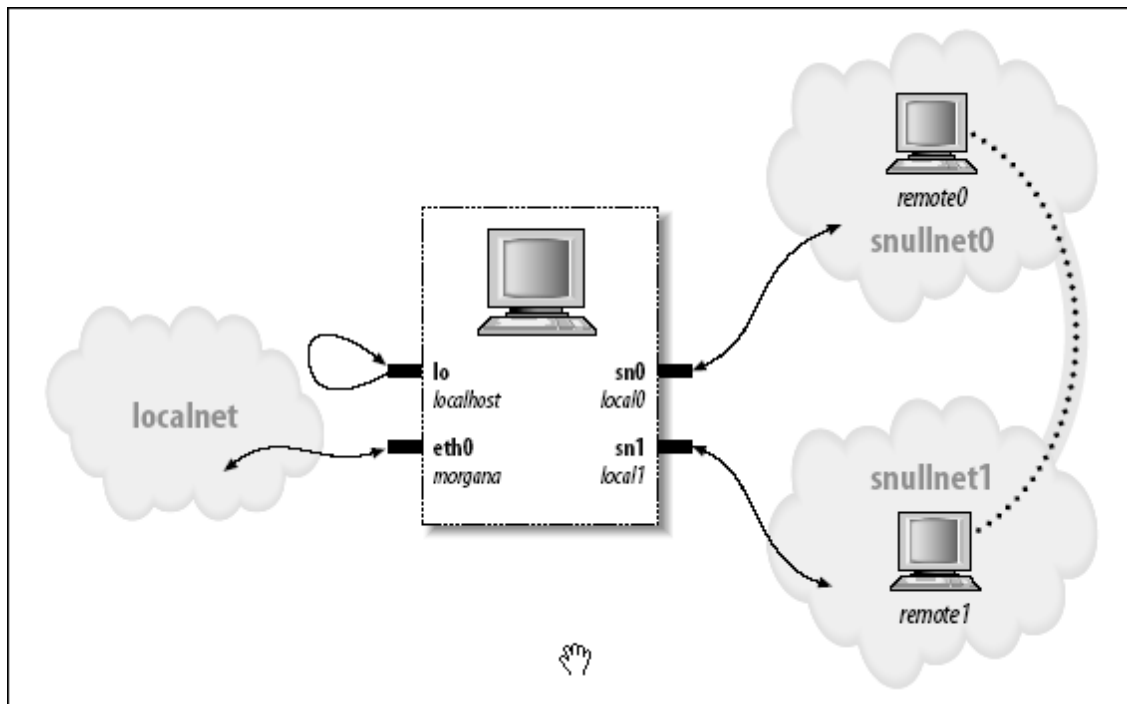 remote0
snullnet0
localnet
lo
localhost
eth0
morgana
sn0
local0
sn1
local1
snullnet1
remote1